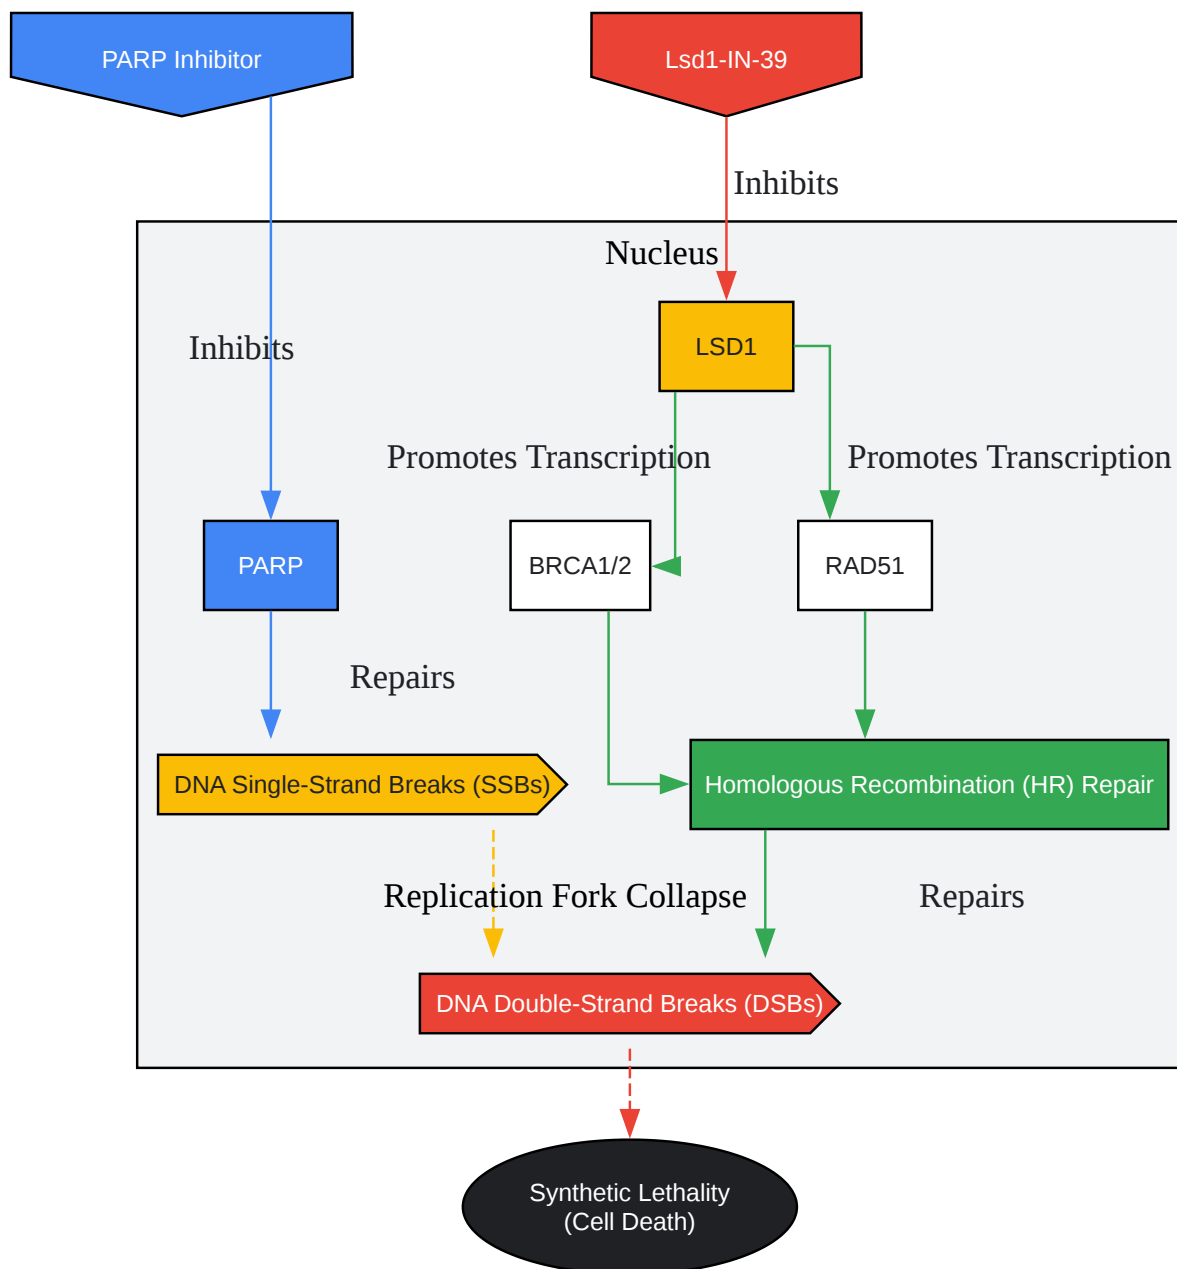 PARP Inhibitor
Lsd1-IN-39
Inhibits
Nucleus
Inhibits
LSD1
Promotes Transcription
Promotes Transcription
PARP
BRCA1/2
RAD51
Repairs
DNA Single-Strand Breaks (SSBs)
Homologous Recombination (HR) Repair
Replication Fork Collapse
Repairs
DNA Double-Strand Breaks (DSBs)
Synthetic Lethality
(Cell Death)